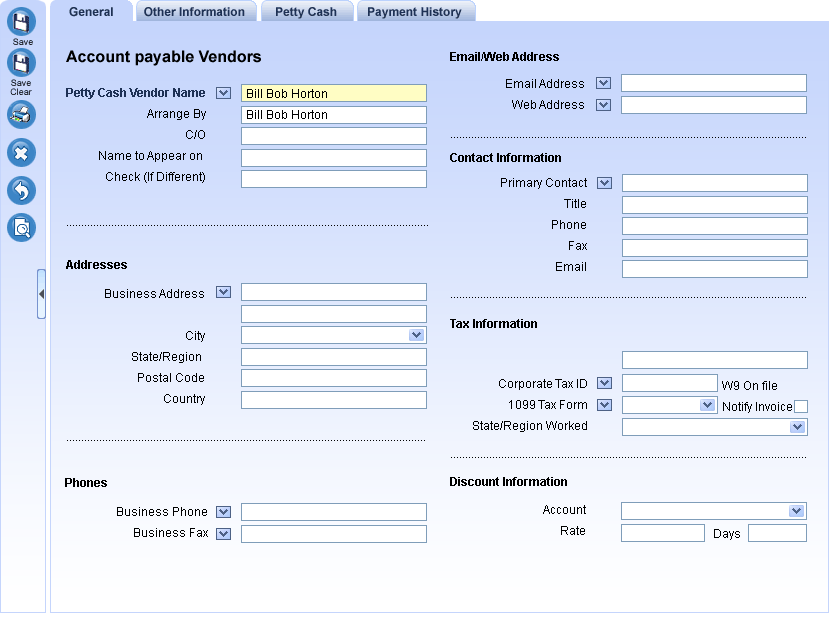 General
Other Information
Petty Cash
Payment History
Save
Save
Clear
Account payable Vendors
Petty Cash Vendor Name Bill Bob Horton
Arrange By Bill Bob Horton
C/O
Name to Appear on
Check (If Different)
Addresses
Business Address
City
State/Region
Postal Code
Country
Phones
Business Phone
Business Fax
Email/Web Address
Email Address
Web Address
Contact Information
Primary Contact
Title
Phone
Fax
Email
Tax Information
Corporate Tax ID W9 On file
1099 Tax Form Notify Invoice
State/Region Worked
Discount Information
Account
Rate Days